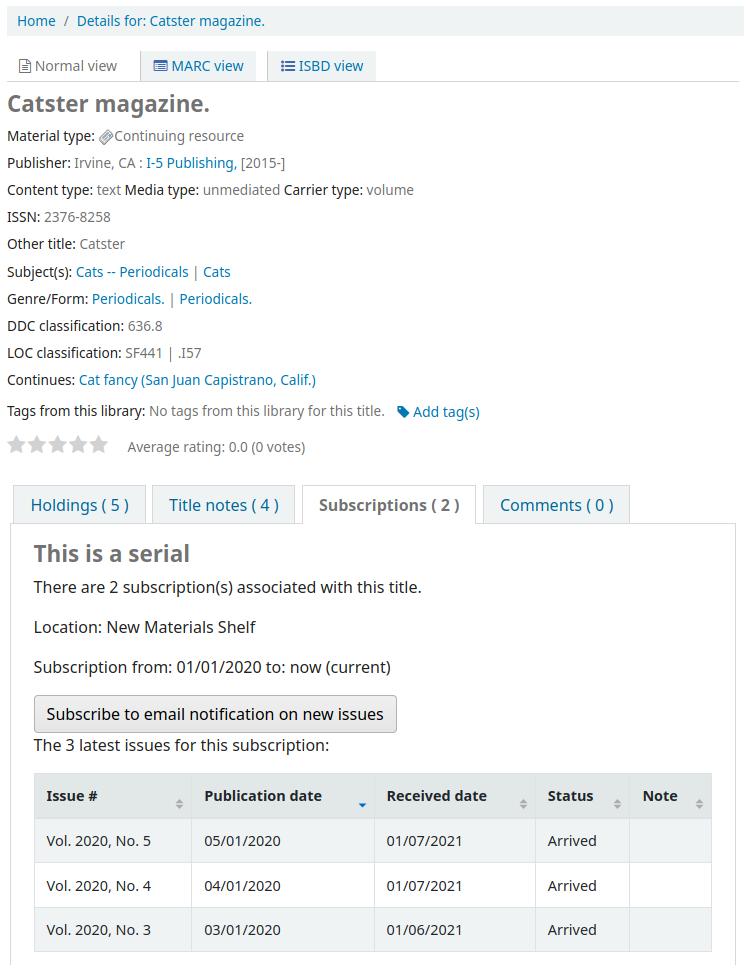 Home / Details for: Catster magazine.
Normal view MARC view ISBD view
Catster magazine.
Material type: Continuing resource
Publisher: Irvine, CA : I-5 Publishing, [2015-]
Content type: text Media type: unmediated Carrier type: volume
ISSN: 2376-8258
Other title: Catster
Subject(s): Cats -- Periodicals | Cats
Genre/Form: Periodicals. | Periodicals.
DDC classification: 636.8
LOC classification: SF441 | .I57
Continues: Cat fancy (San Juan Capistrano, Calif.)
Tags from this library: No tags from this library for this title. Add tag(s)
Average rating: 0.0 (0 votes)
Holdings ( 5 ) Title notes ( 4 ) Subscriptions ( 2 ) Comments ( 0 )
This is a serial
There are 2 subscription(s) associated with this title.
Location: New Materials Shelf
Subscription from: 01/01/2020 to: now (current)
Subscribe to email notification on new issues
The 3 latest issues for this subscription:
Issue # Publication date Received date Status Note
Vol. 2020, No. 5 05/01/2020 01/07/2021 Arrived
Vol. 2020, No. 4 04/01/2020 01/07/2021 Arrived
Vol. 2020, No. 3 03/01/2020 01/06/2021 Arrived